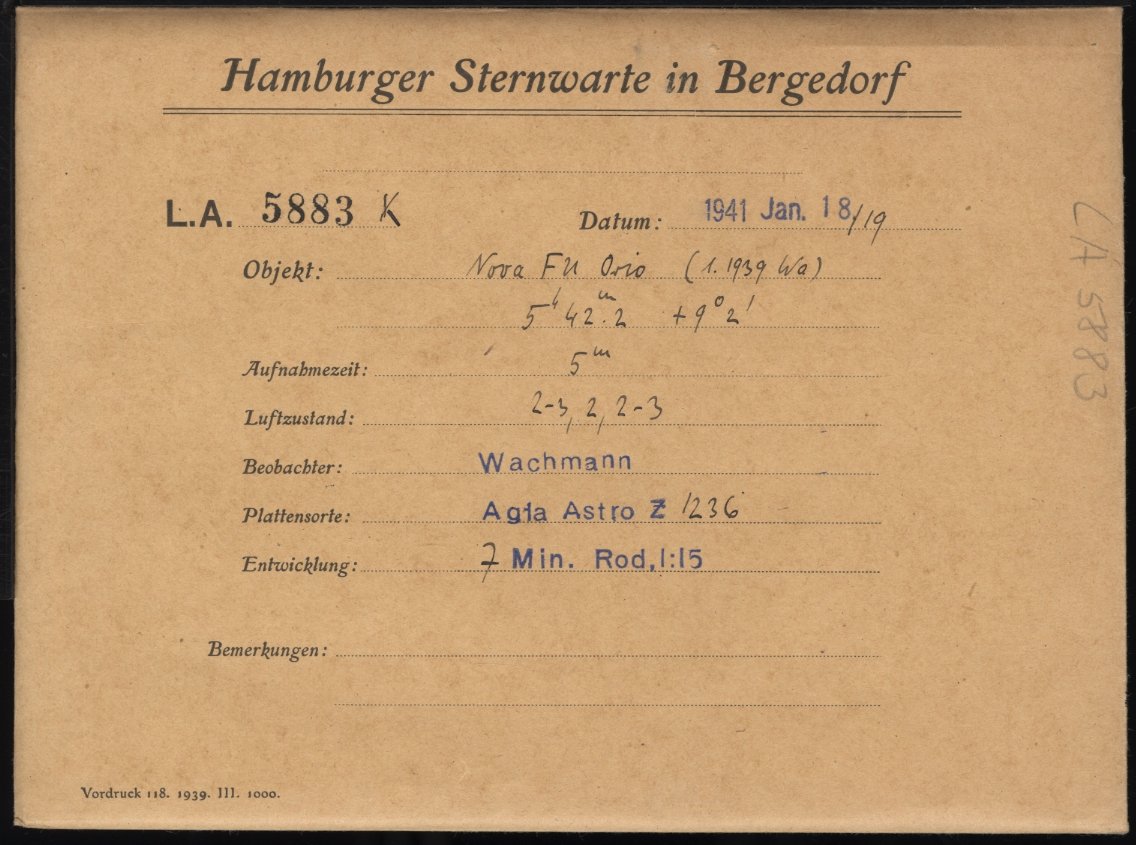 Hamburger Sternwarte in Bergedorf
L.A. 5883 K
Datum: 1941 Jan. 18/19
Objekt: Nova FU Orio (1.1939 Wa)
5ʰ 42ᵐ.2 +9° 2'
Aufnahmezeit: 5ᵐ
Luftzustand: 2-3, 2, 2-3
Beobachter: Wachmann
Plattensorte: Agfa Astro Z 1236
Entwicklung: 7 Min. Rod, 1:15
Bemerkungen:
Vordruck 118. 1939. III. 1000.
LA 5883